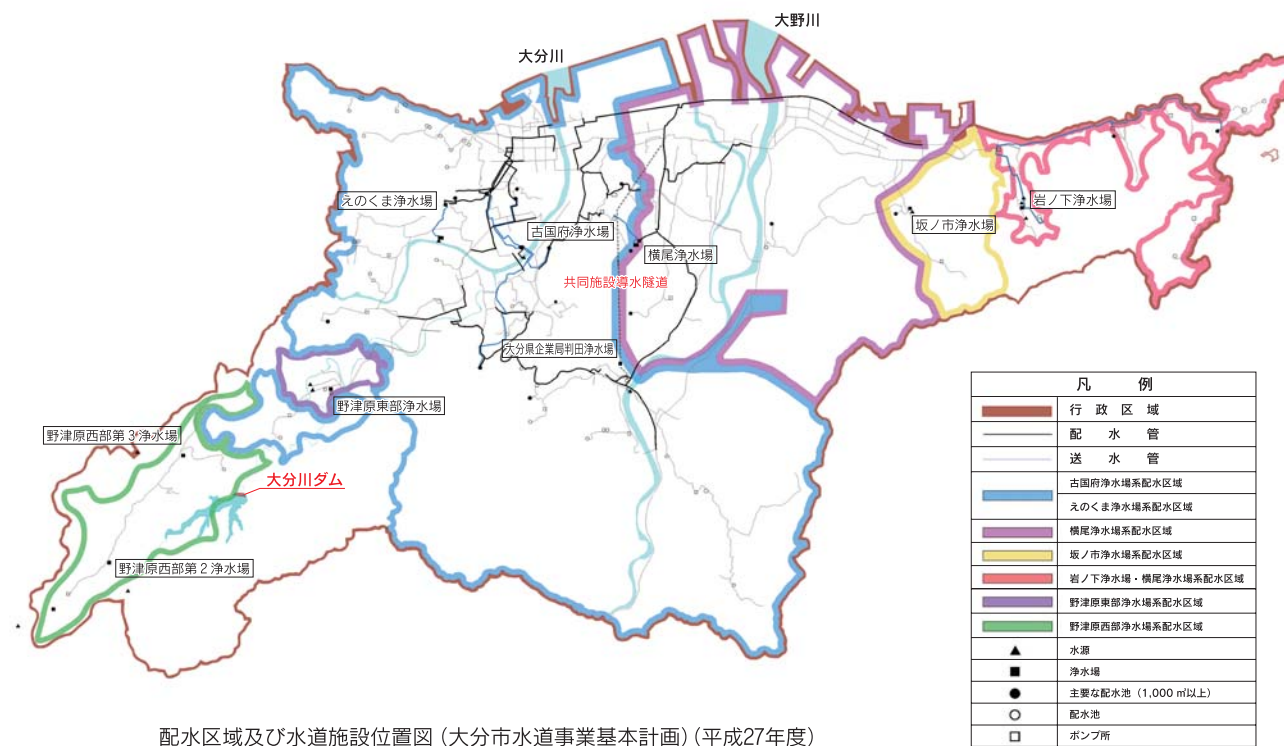 大野川
大分川
えのくま浄水場
古国府浄水場
横尾浄水場
坂ノ市浄水場
岩ノ下浄水場
共同施設導水隧道
大分県企業局判田浄水場
野津原東部浄水場
野津原西部第3浄水場
大分川ダム
野津原西部第2浄水場
凡 例
行政区域
配水管
送水管
古国府浄水場系配水区域
えのくま浄水場系配水区域
横尾浄水場系配水区域
坂ノ市浄水場系配水区域
岩ノ下浄水場・横尾浄水場系配水区域
野津原東部浄水場系配水区域
野津原西部浄水場系配水区域
水源
浄水場
主要な配水池(1,000㎥以上)
配水池
ポンプ所
配水区域及び水道施設位置図(大分市水道事業基本計画)(平成27年度)